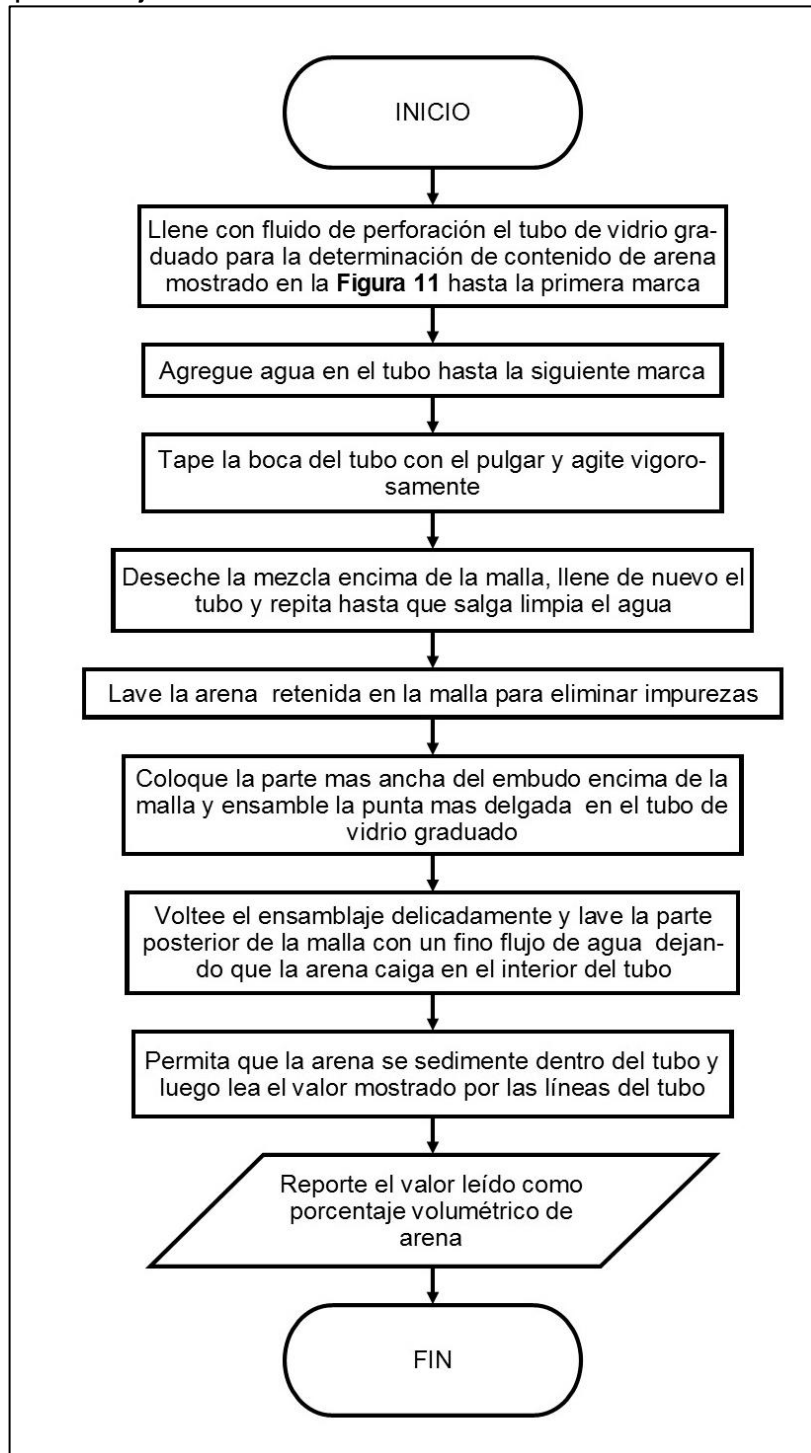 INICIO
Llene con fluido de perforación el tubo de vidrio gra-
duado para la determinación de contenido de arena
mostrado en la Figura 11 hasta la primera marca
Agregue agua en el tubo hasta la siguiente marca
Tape la boca del tubo con el pulgar y agite vigoro-
samente
Deseche la mezcla encima de la malla, llene de nuevo el
tubo y repita hasta que salga limpia el agua
Lave la arena retenida en la malla para eliminar impurezas
Coloque la parte mas ancha del embudo encima de la
malla y ensamble la punta mas delgada en el tubo de
vidrio graduado
Voltee el ensamblaje delicadamente y lave la parte
posterior de la malla con un fino flujo de agua dejan-
do que la arena caiga en el interior del tubo
Permita que la arena se sedimente dentro del tubo y
luego lea el valor mostrado por las líneas del tubo
Reporte el valor leído como
porcentaje volumétrico de
arena
FIN